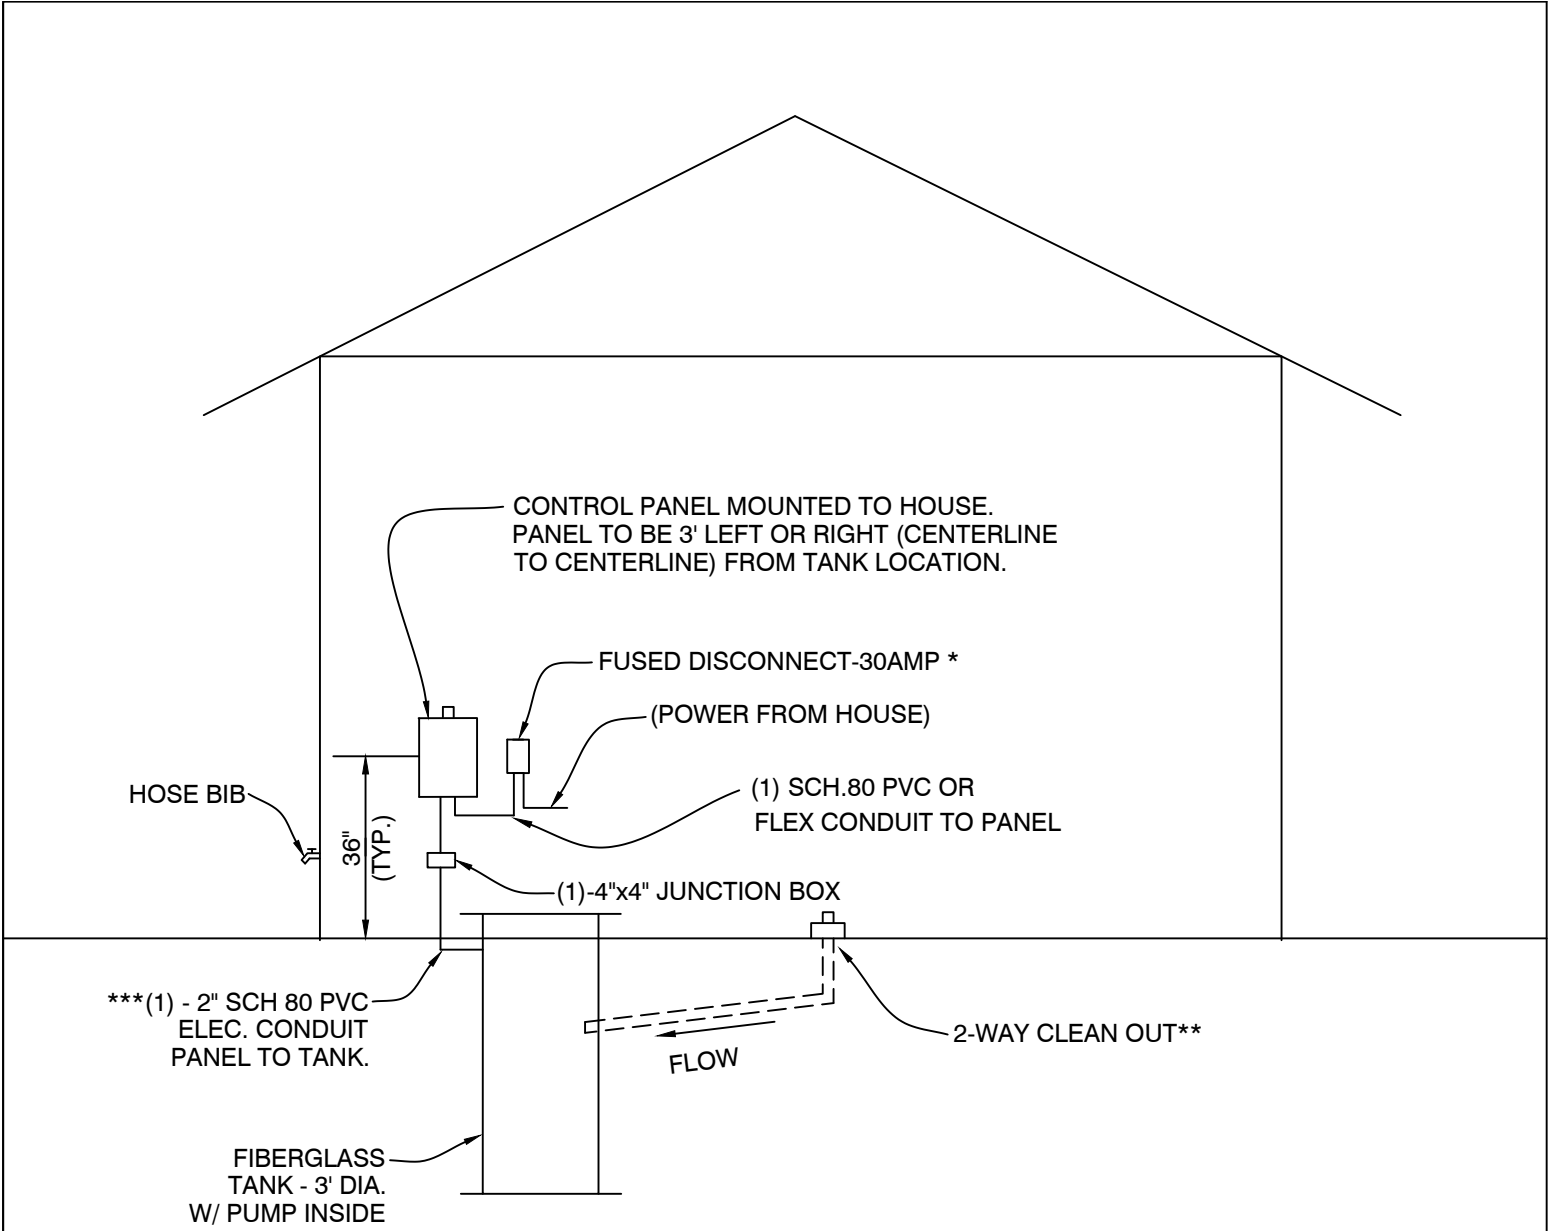 CONTROL PANEL MOUNTED TO HOUSE.
PANEL TO BE 3' LEFT OR RIGHT (CENTERLINE
TO CENTERLINE) FROM TANK LOCATION.
FUSED DISCONNECT-30AMP *
(POWER FROM HOUSE)
HOSE BIB
36"
(TYP.)
(1) SCH.80 PVC OR
FLEX CONDUIT TO PANEL
(1)-4"x4" JUNCTION BOX
***(1) - 2" SCH 80 PVC
ELEC. CONDUIT
PANEL TO TANK.
FLOW
2-WAY CLEAN OUT**
FIBERGLASS
TANK - 3' DIA.
W/ PUMP INSIDE